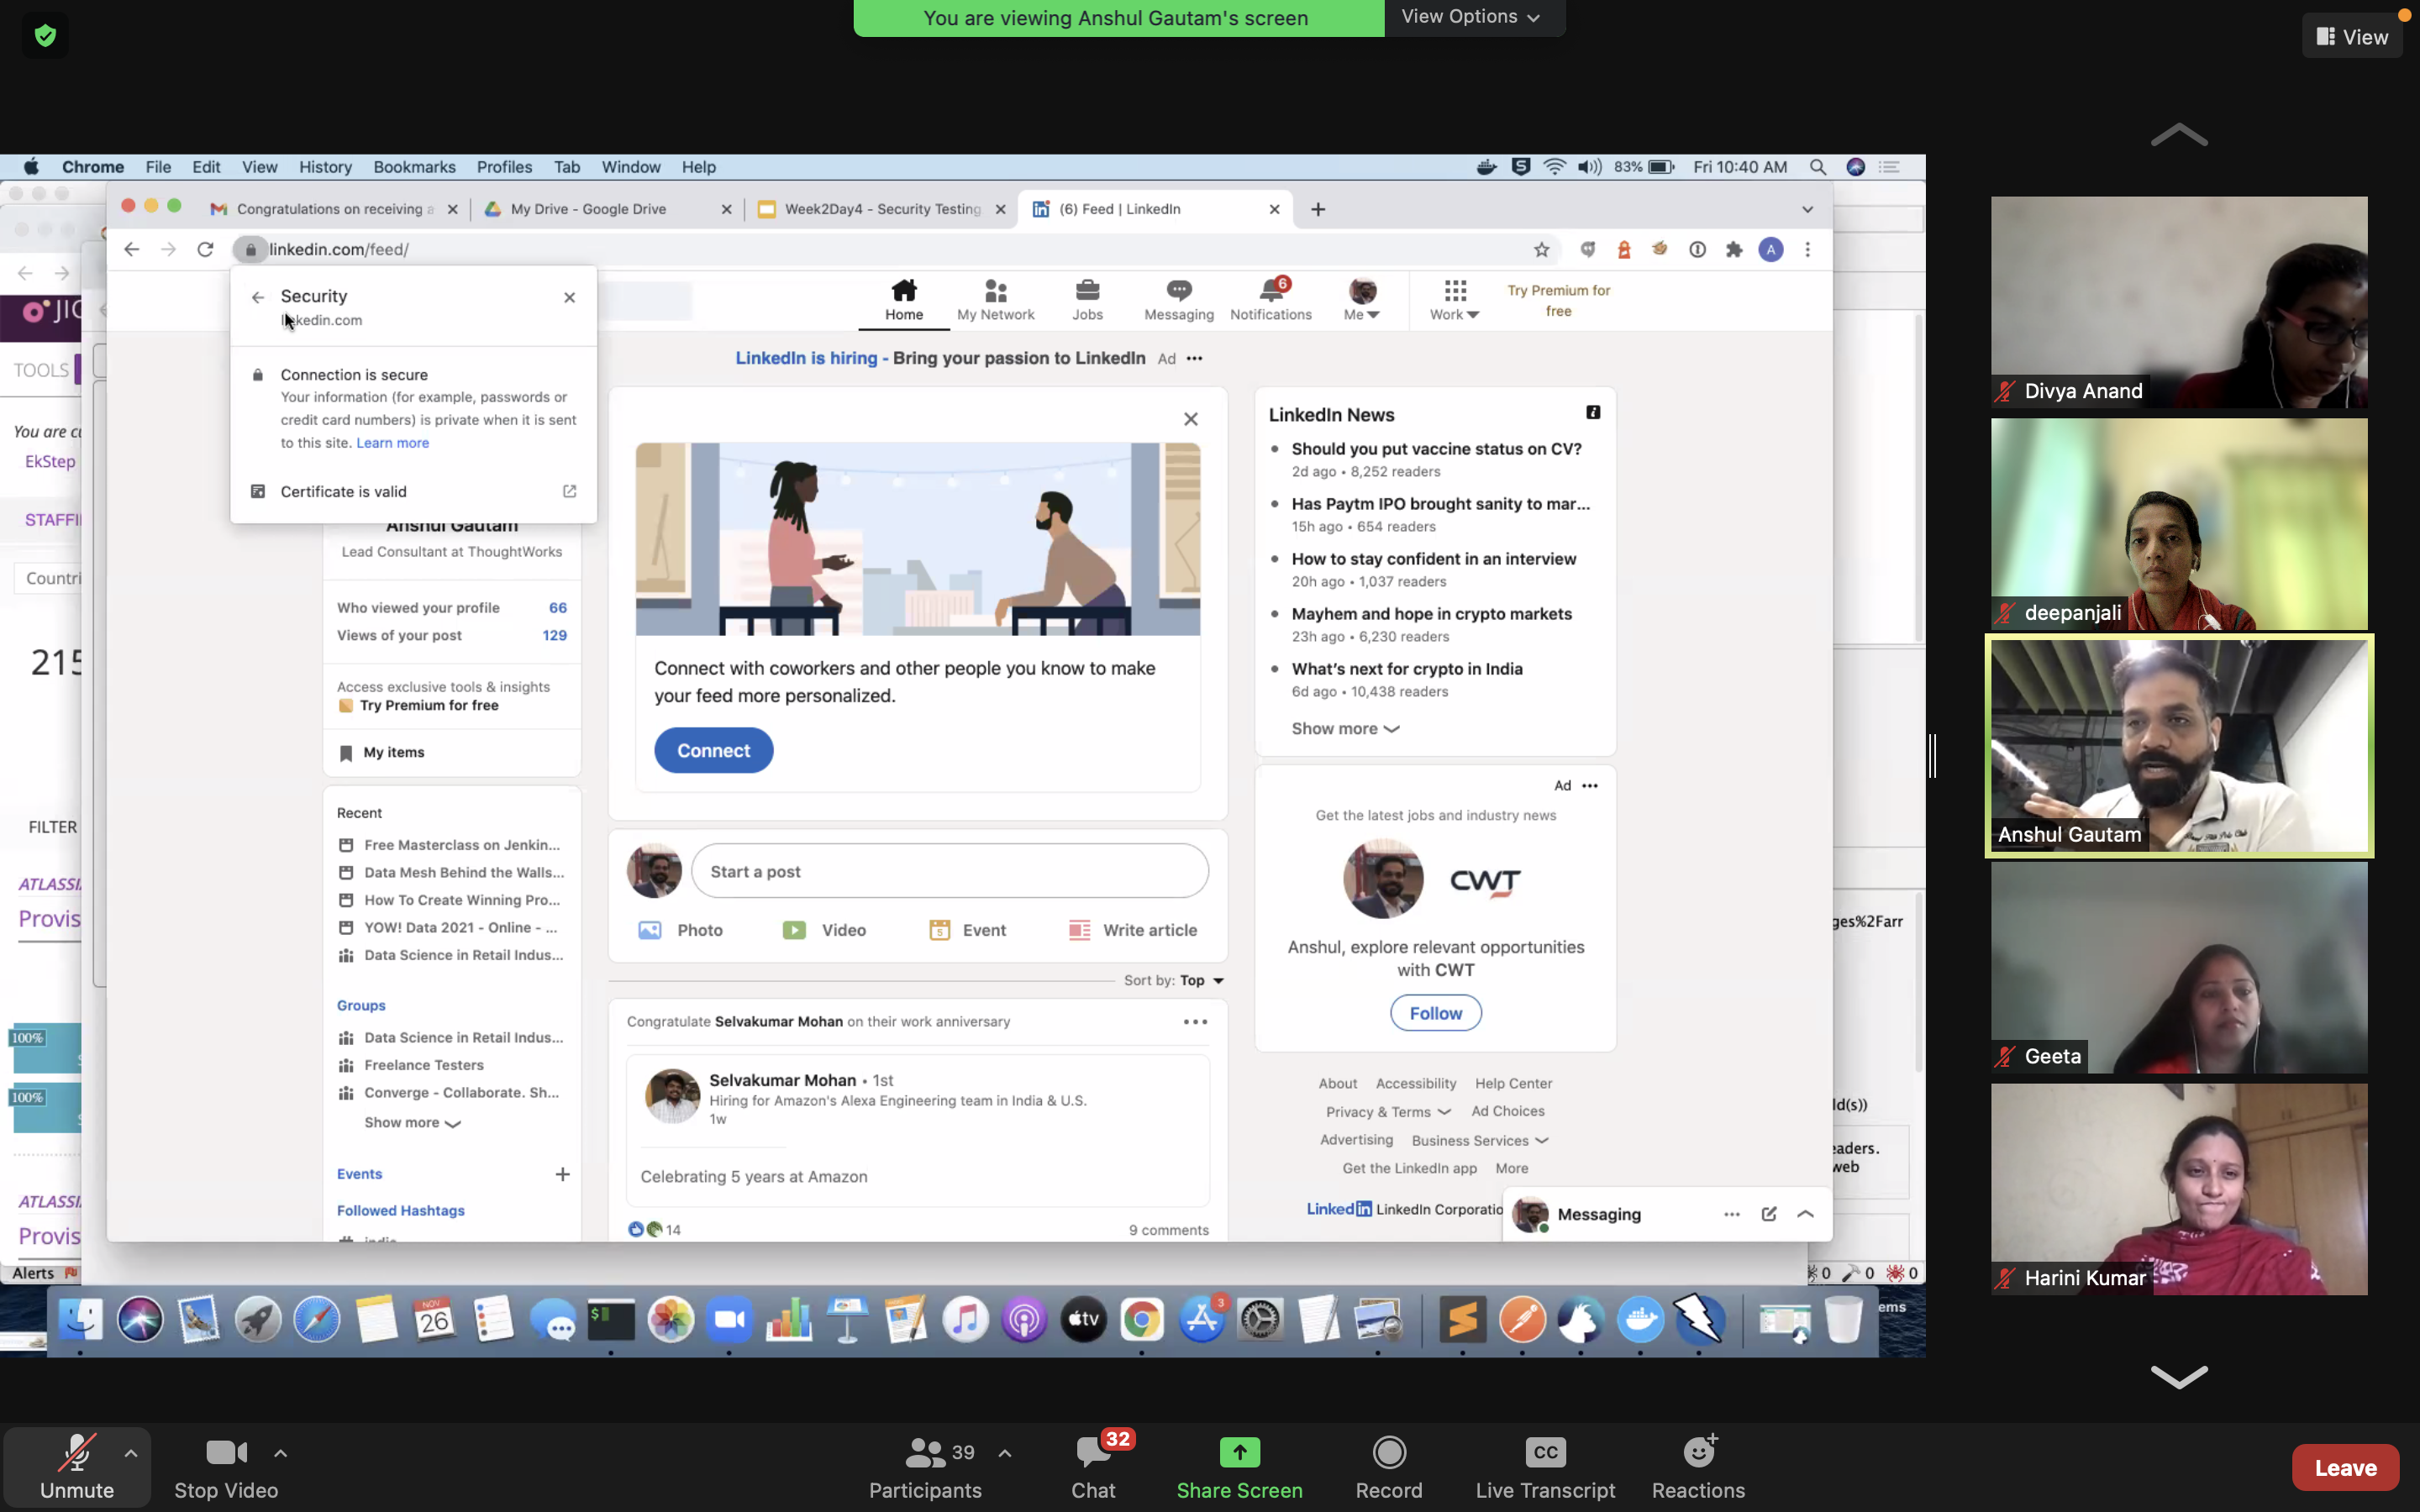 You are viewing Anshul Gautam's screen
View Options
View
Chrome File Edit View History Bookmarks Profiles Tab Window Help
83% Fri 10:40 AM
Congratulations on receiving a
My Drive - Google Drive
Week2Day4 - Security Testing
(6) Feed | LinkedIn
linkedin.com/feed/
A
Security
linkedin.com
Connection is secure
Your information (for example, passwords or
credit card numbers) is private when it is sent
to this site. Learn more
Certificate is valid
Home
My Network
Jobs
Messaging
6
Notifications
Me
Work
Try Premium for
free
LinkedIn is hiring - Bring your passion to LinkedIn Ad
JIG
TOOLS
You are cu
EkStep
STAFFI
Countri
215
FILTER
ATLASSI
Provis
100%
100%
ATLASSI
Provis
Alerts
Anshul Gautam
Lead Consultant at ThoughtWorks
Who viewed your profile 66
Views of your post 129
Access exclusive tools & insights
Try Premium for free
My items
Recent
Free Masterclass on Jenkin...
Data Mesh Behind the Walls...
How To Create Winning Pro...
YOW! Data 2021 - Online - ...
Data Science in Retail Indus...
Groups
Data Science in Retail Indus...
Freelance Testers
Converge - Collaborate. Sh...
Show more
Events
Followed Hashtags
# india
Connect with coworkers and other people you know to make
your feed more personalized.
Connect
Start a post
Photo
Video
5
Event
Write article
Sort by: Top
Congratulate Selvakumar Mohan on their work anniversary
Selvakumar Mohan • 1st
Hiring for Amazon's Alexa Engineering team in India & U.S.
1w
Celebrating 5 years at Amazon
14
9 comments
LinkedIn News
Should you put vaccine status on CV?
2d ago • 8,252 readers
Has Paytm IPO brought sanity to mar...
15h ago • 654 readers
How to stay confident in an interview
20h ago • 1,037 readers
Mayhem and hope in crypto markets
23h ago • 6,230 readers
What's next for crypto in India
6d ago • 10,438 readers
Show more
Ad
Get the latest jobs and industry news
CWT
Anshul, explore relevant opportunities
with CWT
Follow
About Accessibility Help Center
Privacy & Terms Ad Choices
Advertising Business Services
Get the LinkedIn app More
LinkedIn LinkedIn Corporatio
Messaging
ges%2Farr
ld(s))
eaders.
web
0 0 0
ems
NOV
26
tv
3
Divya Anand
deepanjali
Anshul Gautam
Geeta
Harini Kumar
Unmute
Stop Video
39
Participants
32
Chat
Share Screen
Record
CC
Live Transcript
Reactions
Leave